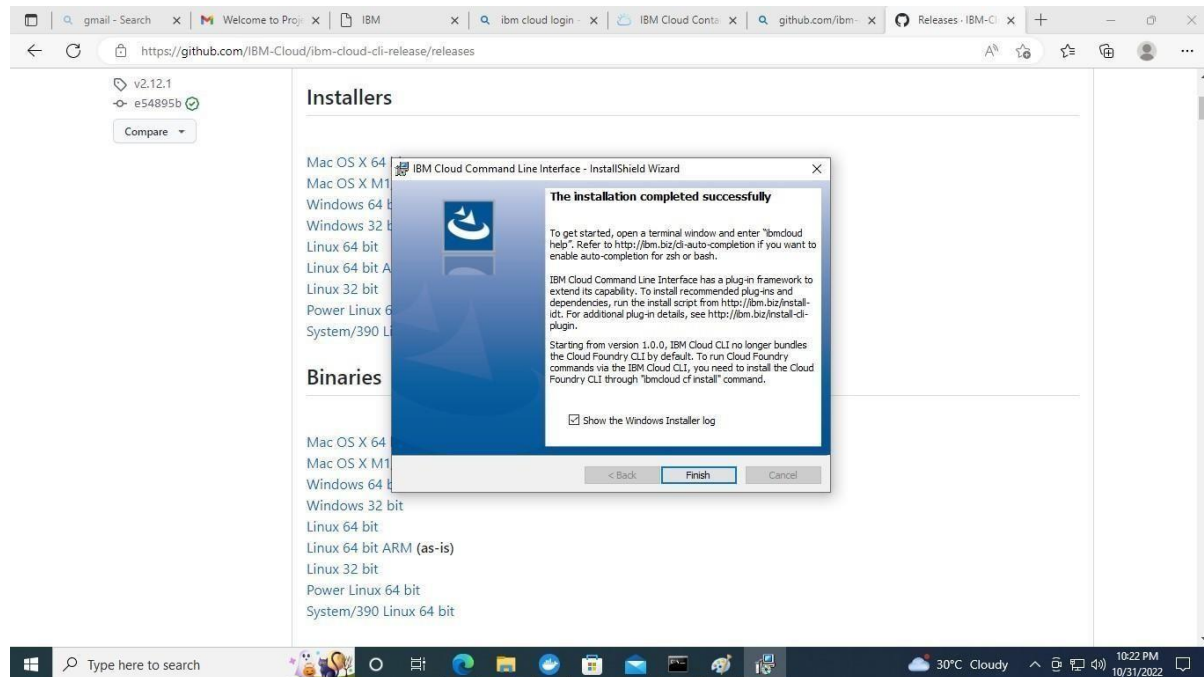 gmail - Search
Welcome to Proj
IBM
ibm cloud login -
IBM Cloud Conta
github.com/ibm-
Releases · IBM-Cl
https://github.com/IBM-Cloud/ibm-cloud-cli-release/releases
v2.12.1
e54895b
Compare
Installers
Mac OS X 64
Mac OS X M1
Windows 64 b
Windows 32 b
Linux 64 bit
Linux 64 bit A
Linux 32 bit
Power Linux 6
System/390 Li
IBM Cloud Command Line Interface - InstallShield Wizard
The installation completed successfully
To get started, open a terminal window and enter "ibmcloud
help". Refer to http://ibm.biz/cli-auto-completion if you want to
enable auto-completion for zsh or bash.
IBM Cloud Command Line Interface has a plug-in framework to
extend its capability. To install recommended plug-ins and
dependencies, run the install script from http://ibm.biz/install-
idt. For additional plug-in details, see http://ibm.biz/install-cli-
plugin.
Starting from version 1.0.0, IBM Cloud CLI no longer bundles
the Cloud Foundry CLI by default. To run Cloud Foundry
commands via the IBM Cloud CLI, you need to install the Cloud
Foundry CLI through "ibmcloud cf install" command.
Show the Windows Installer log
< Back
Finish
Cancel
Binaries
Mac OS X 64
Mac OS X M1
Windows 64 b
Windows 32 bit
Linux 64 bit
Linux 64 bit ARM (as-is)
Linux 32 bit
Power Linux 64 bit
System/390 Linux 64 bit
Type here to search
30°C Cloudy
10:22 PM
10/31/2022